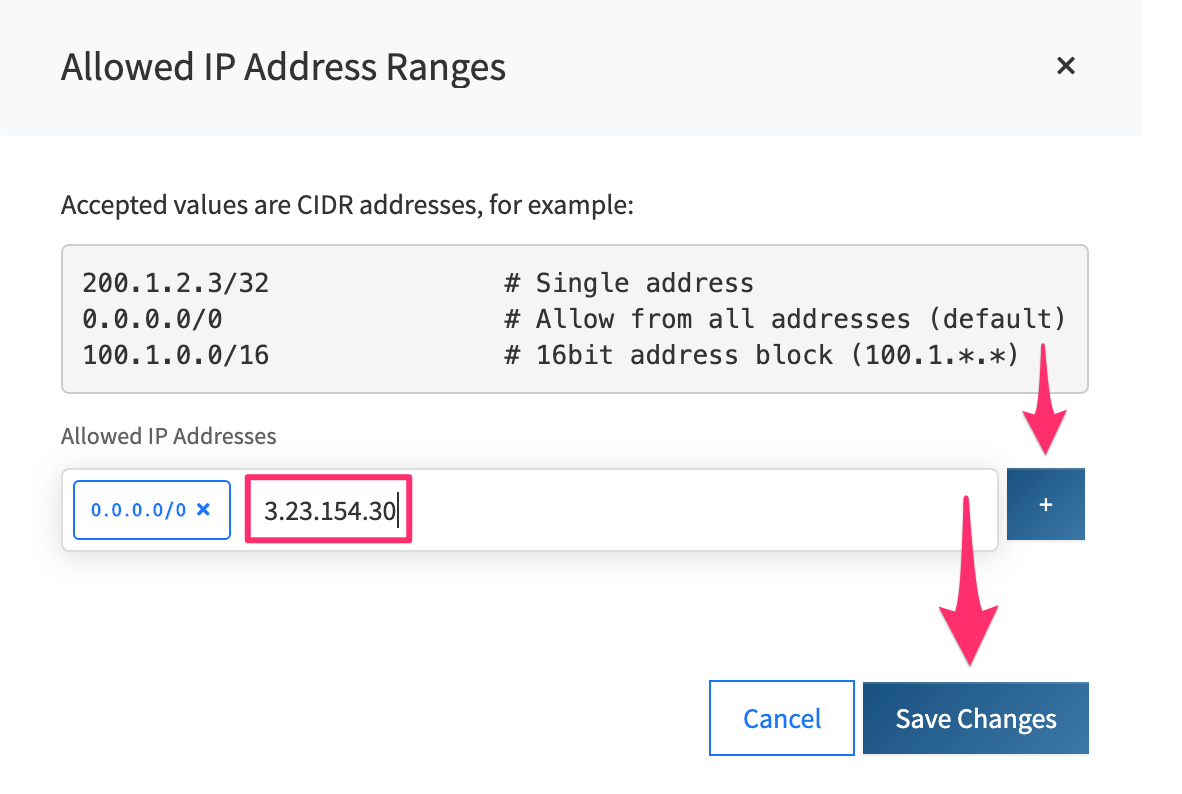 Allowed IP Address Ranges ×
Accepted values are CIDR addresses, for example:
200.1.2.3/32 # Single address
0.0.0.0/0 # Allow from all addresses (default)
100.1.0.0/16 # 16bit address block (100.1.*.*)
Allowed IP Addresses
0.0.0.0/0 × 3.23.154.30 +
Cancel Save Changes